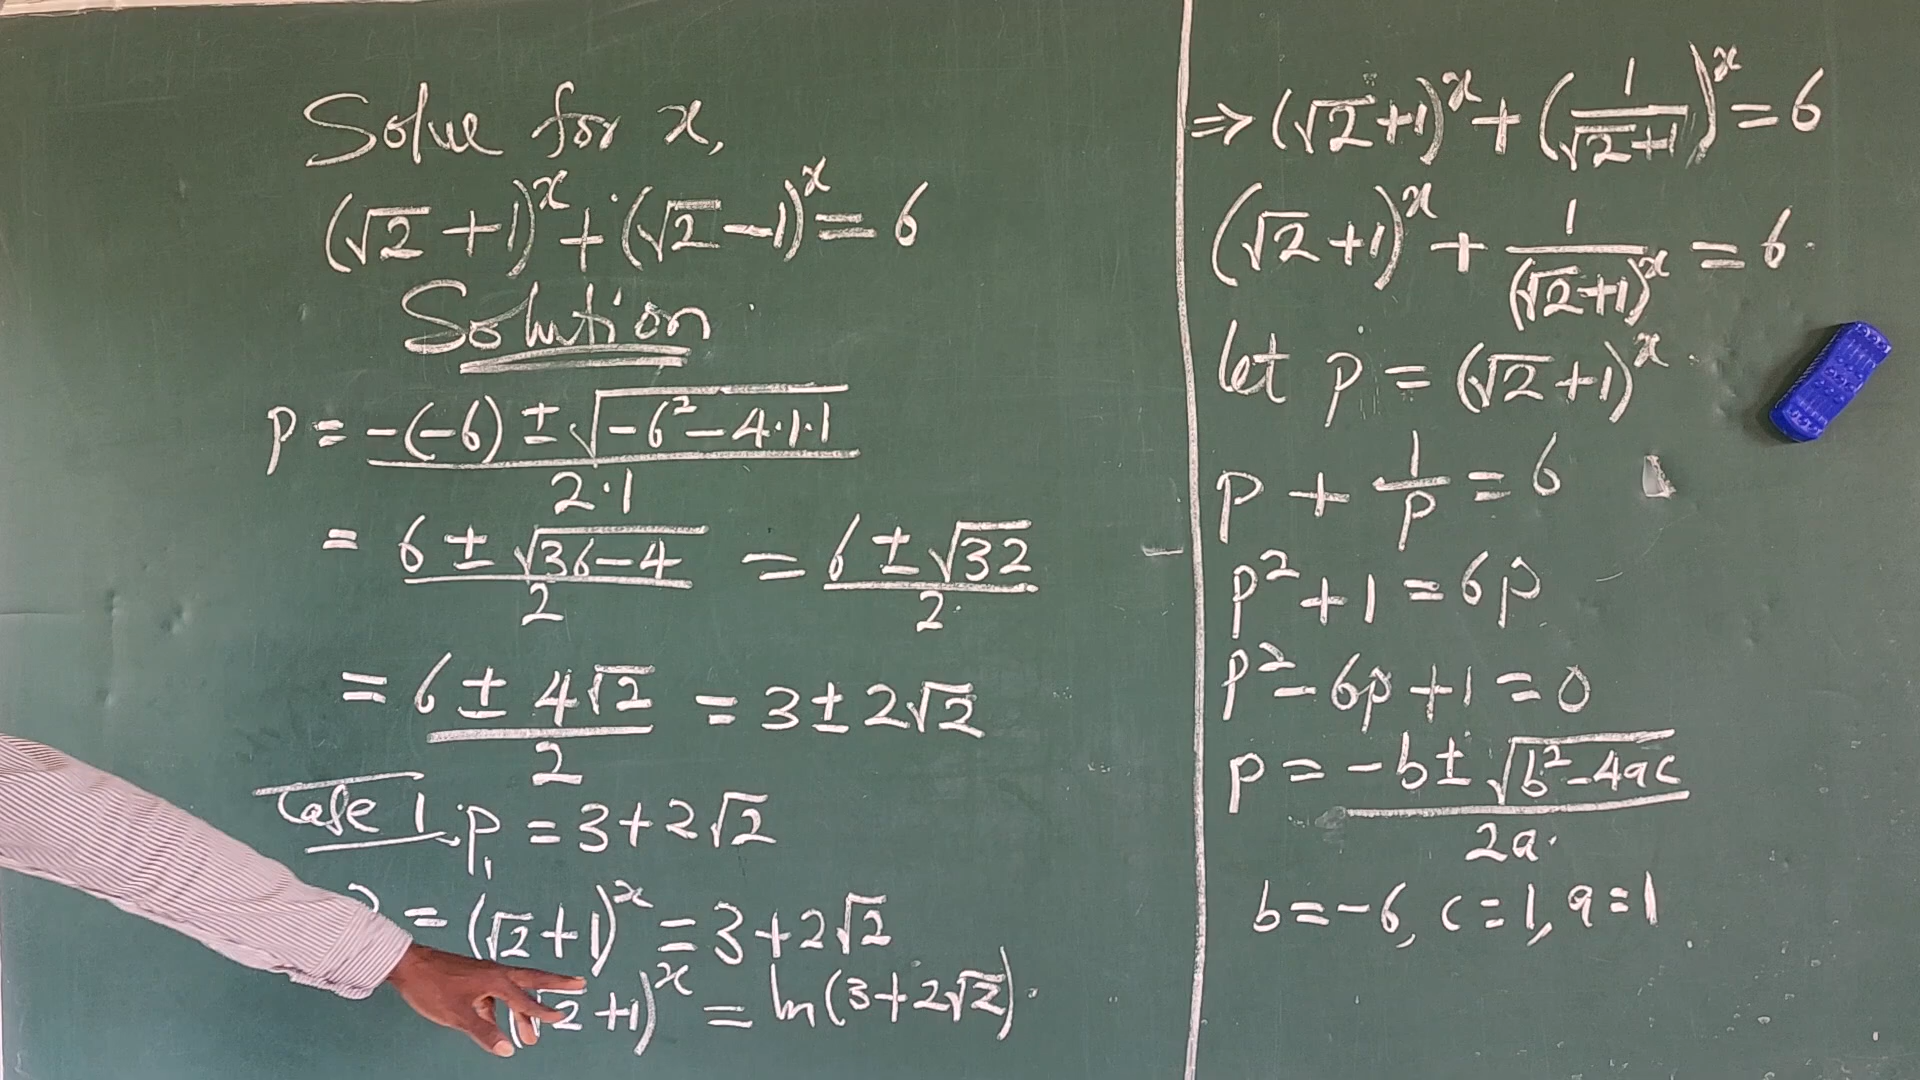 Solve for x,
(√2+1)^x+(√2-1)^x=6
Solution
p = (-(-6) ± √(-6²-4·1·1))/(2·1)
= (6 ± √(36-4))/2 = (6 ± √32)/2
= (6 ± 4√2)/2 = 3 ± 2√2
Case 1. p₁ = 3+2√2
= (√2+1)^x = 3+2√2
(√2+1)^x = ln(3+2√2).
⇒ (√2+1)^x + (1/(√2+1))^x = 6
(√2+1)^x + 1/(√2+1)^x = 6.
let p = (√2+1)^x.
p + 1/p = 6
p²+1 = 6p
p²-6p+1 = 0
p = (-b ± √(b²-4ac))/(2a).
b=-6, c=1, a=1